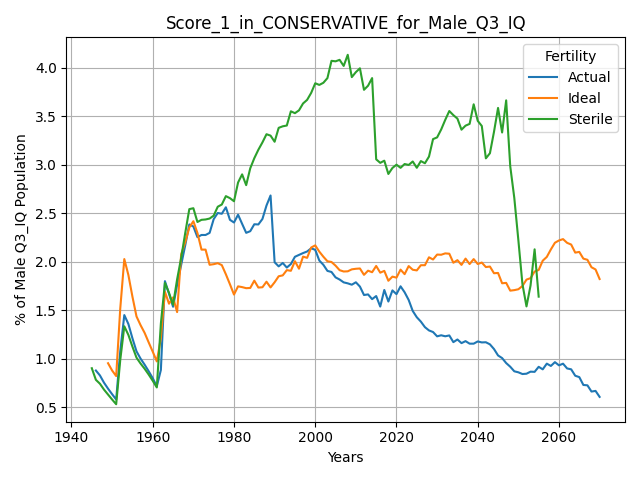 Score_1_in_CONSERVATIVE_for_Male_Q3_IQ
% of Male Q3_IQ Population
4.0
3.5
3.0
2.5
2.0
1.5
1.0
0.5
Fertility
Actual
Ideal
Sterile
1940 1960 1980 2000 2020 2040 2060
Years